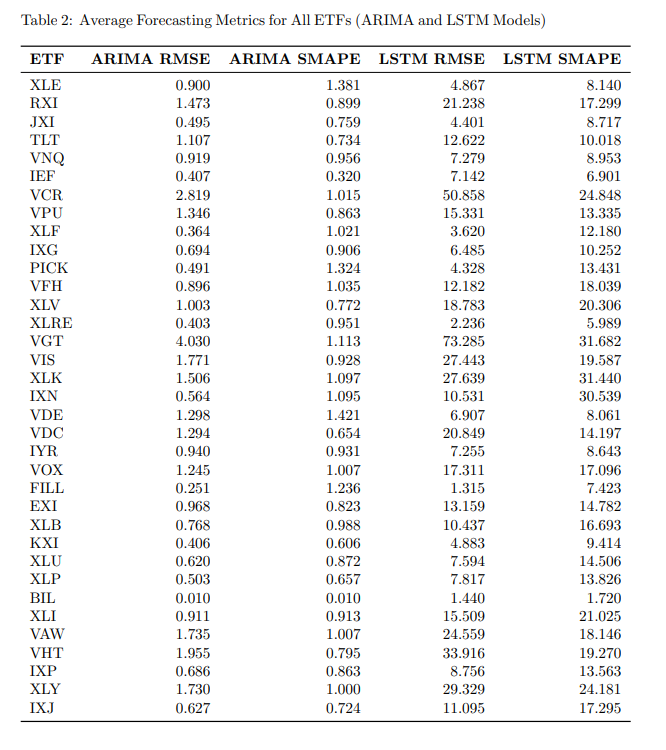 Table 2: Average Forecasting Metrics for All ETFs (ARIMA and LSTM Models)
ETF ARIMA RMSE ARIMA SMAPE LSTM RMSE LSTM SMAPE
XLE 0.900 1.381 4.867 8.140
RXI 1.473 0.899 21.238 17.299
JXI 0.495 0.759 4.401 8.717
TLT 1.107 0.734 12.622 10.018
VNQ 0.919 0.956 7.279 8.953
IEF 0.407 0.320 7.142 6.901
VCR 2.819 1.015 50.858 24.848
VPU 1.346 0.863 15.331 13.335
XLF 0.364 1.021 3.620 12.180
IXG 0.694 0.906 6.485 10.252
PICK 0.491 1.324 4.328 13.431
VFH 0.896 1.035 12.182 18.039
XLV 1.003 0.772 18.783 20.306
XLRE 0.403 0.951 2.236 5.989
VGT 4.030 1.113 73.285 31.682
VIS 1.771 0.928 27.443 19.587
XLK 1.506 1.097 27.639 31.440
IXN 0.564 1.095 10.531 30.539
VDE 1.298 1.421 6.907 8.061
VDC 1.294 0.654 20.849 14.197
IYR 0.940 0.931 7.255 8.643
VOX 1.245 1.007 17.311 17.096
FILL 0.251 1.236 1.315 7.423
EXI 0.968 0.823 13.159 14.782
XLB 0.768 0.988 10.437 16.693
KXI 0.406 0.606 4.883 9.414
XLU 0.620 0.872 7.594 14.506
XLP 0.503 0.657 7.817 13.826
BIL 0.010 0.010 1.440 1.720
XLI 0.911 0.913 15.509 21.025
VAW 1.735 1.007 24.559 18.146
VHT 1.955 0.795 33.916 19.270
IXP 0.686 0.863 8.756 13.563
XLY 1.730 1.000 29.329 24.181
IXJ 0.627 0.724 11.095 17.295